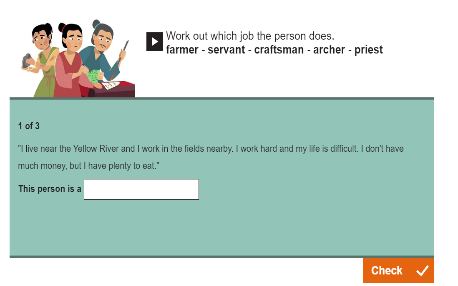 Work out which job the person does.
farmer - servant - craftsman - archer - priest
1 of 3
"I live near the Yellow River and I work in the fields nearby. I work hard and my life is difficult. I don't have
much money, but I have plenty to eat."
This person is a
Check